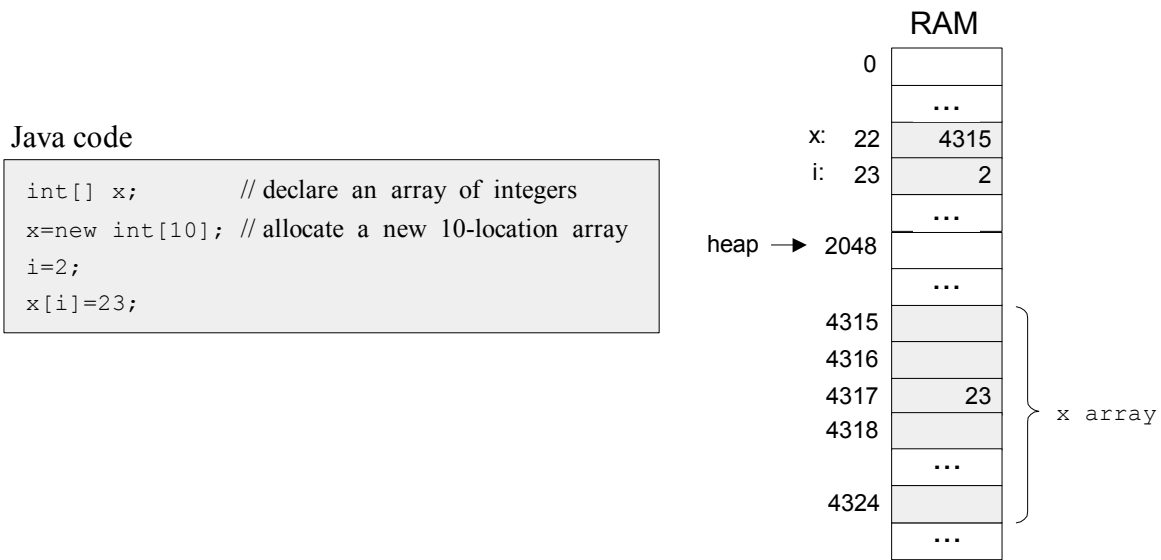 Java code
int[] x; // declare an array of integers
x=new int[10]; // allocate a new 10-location array
i=2;
x[i]=23;
RAM
0
...
x: 22 4315
i: 23 2
...
heap 2048
...
4315
4316
4317 23
4318
...
4324
...
x array